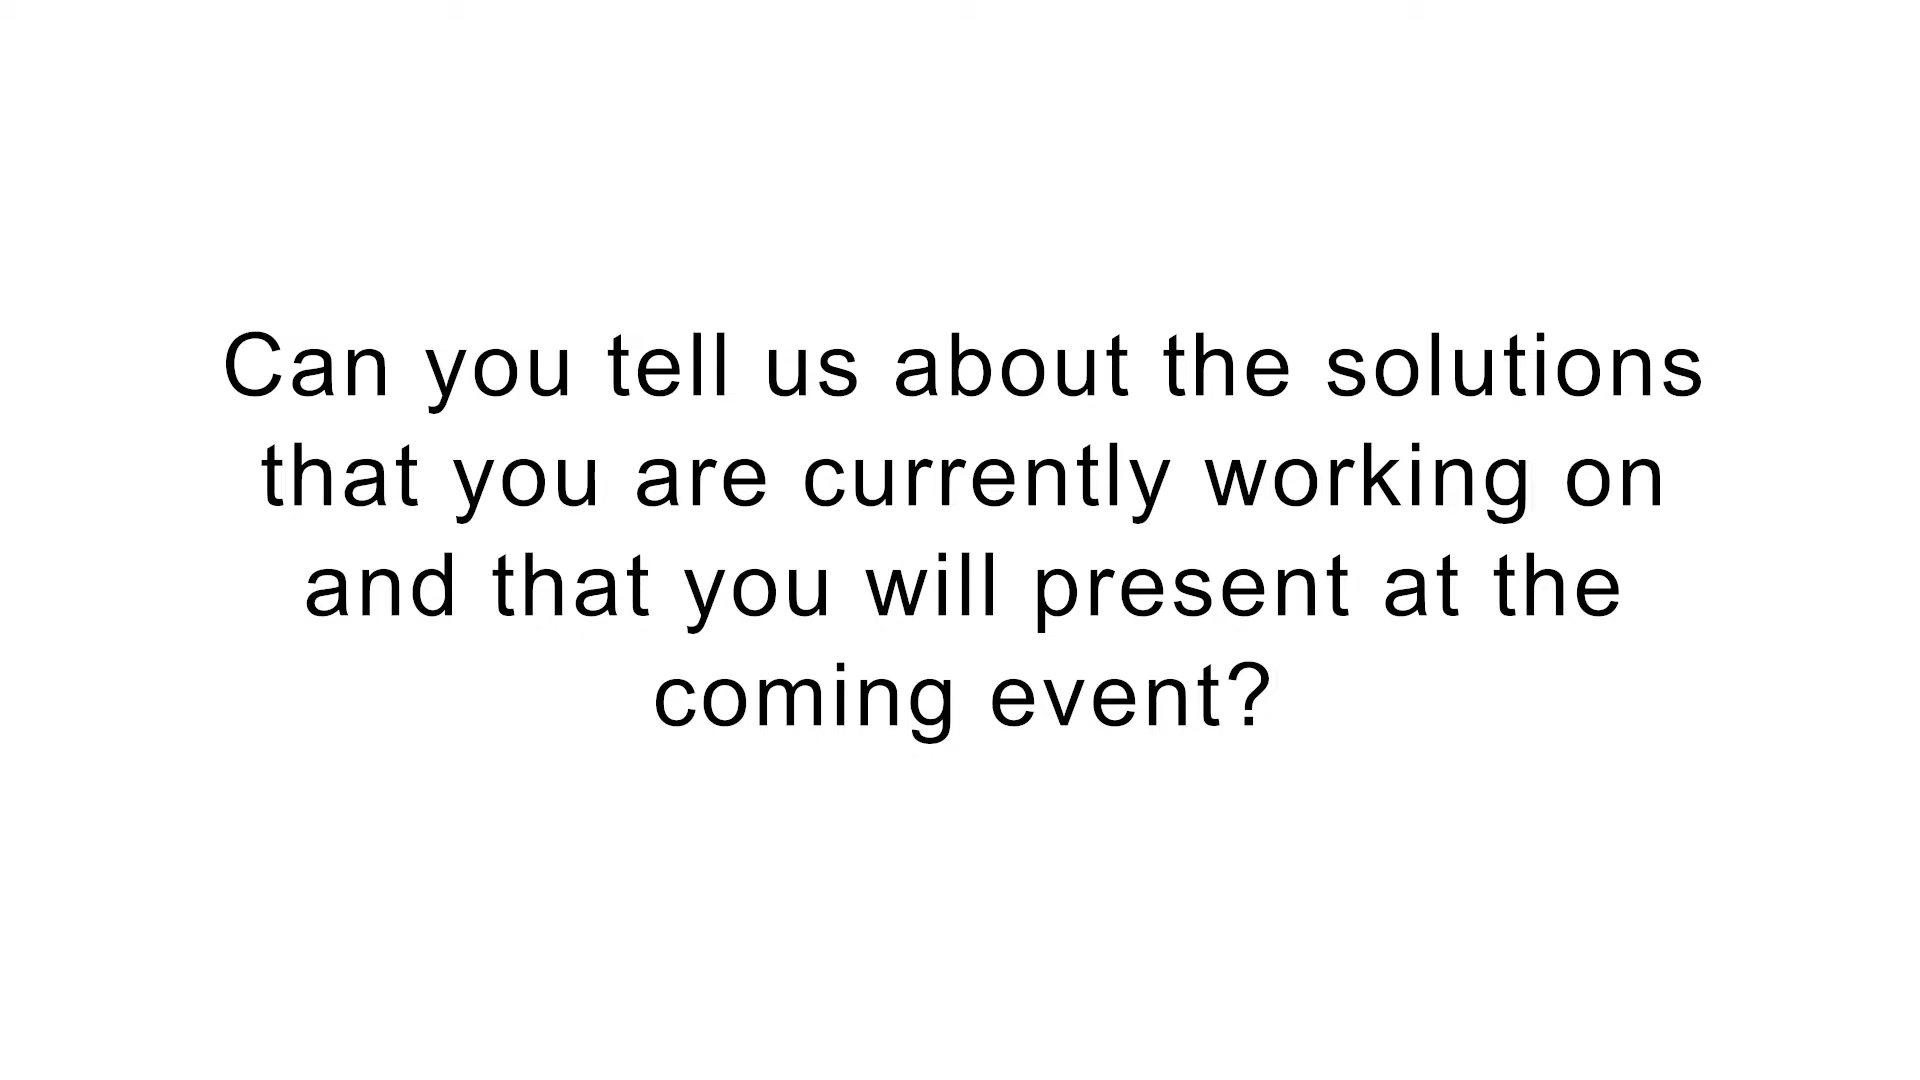 Can you tell us about the solutions
that you are currently working on
and that you will present at the
coming event?